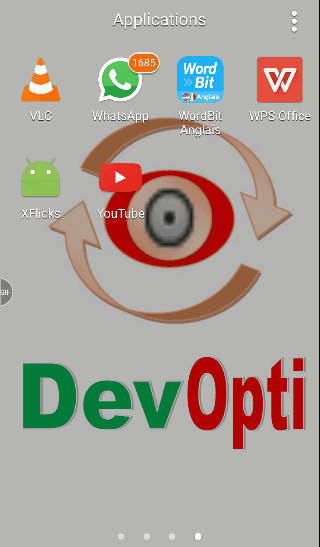 Applications
1685
Word
Bit
Anglais
VLC
WhatsApp
WordBit
Anglais
WPS Office
XFlicks
YouTube
GIF
DevOpti